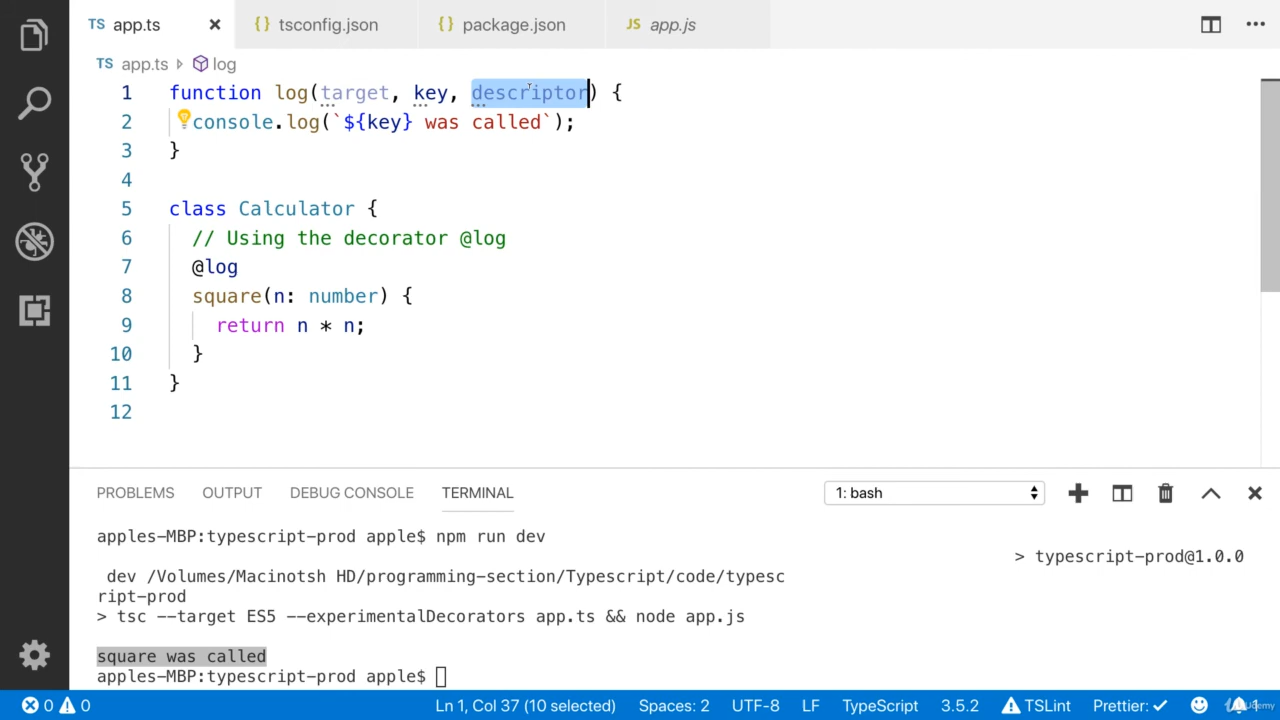 TS app.ts × {} tsconfig.json {} package.json JS app.js
TS app.ts log
1 function log(target, key, descriptor) {
2 console.log(`${key} was called`);
3 }
4
5 class Calculator {
6 // Using the decorator @log
7 @log
8 square(n: number) {
9 return n * n;
10 }
11 }
12
PROBLEMS OUTPUT DEBUG CONSOLE TERMINAL 1: bash
apples-MBP:typescript-prod apple$ npm run dev
> typescript-prod@1.0.0
dev /Volumes/Macinotsh HD/programming-section/Typescript/code/typesc
ript-prod
> tsc --target ES5 --experimentalDecorators app.ts && node app.js
square was called
apples-MBP:typescript-prod apple$
0 0 Ln 1, Col 37 (10 selected) Spaces: 2 UTF-8 LF TypeScript 3.5.2 TSLint Prettier: ✓ Udemy